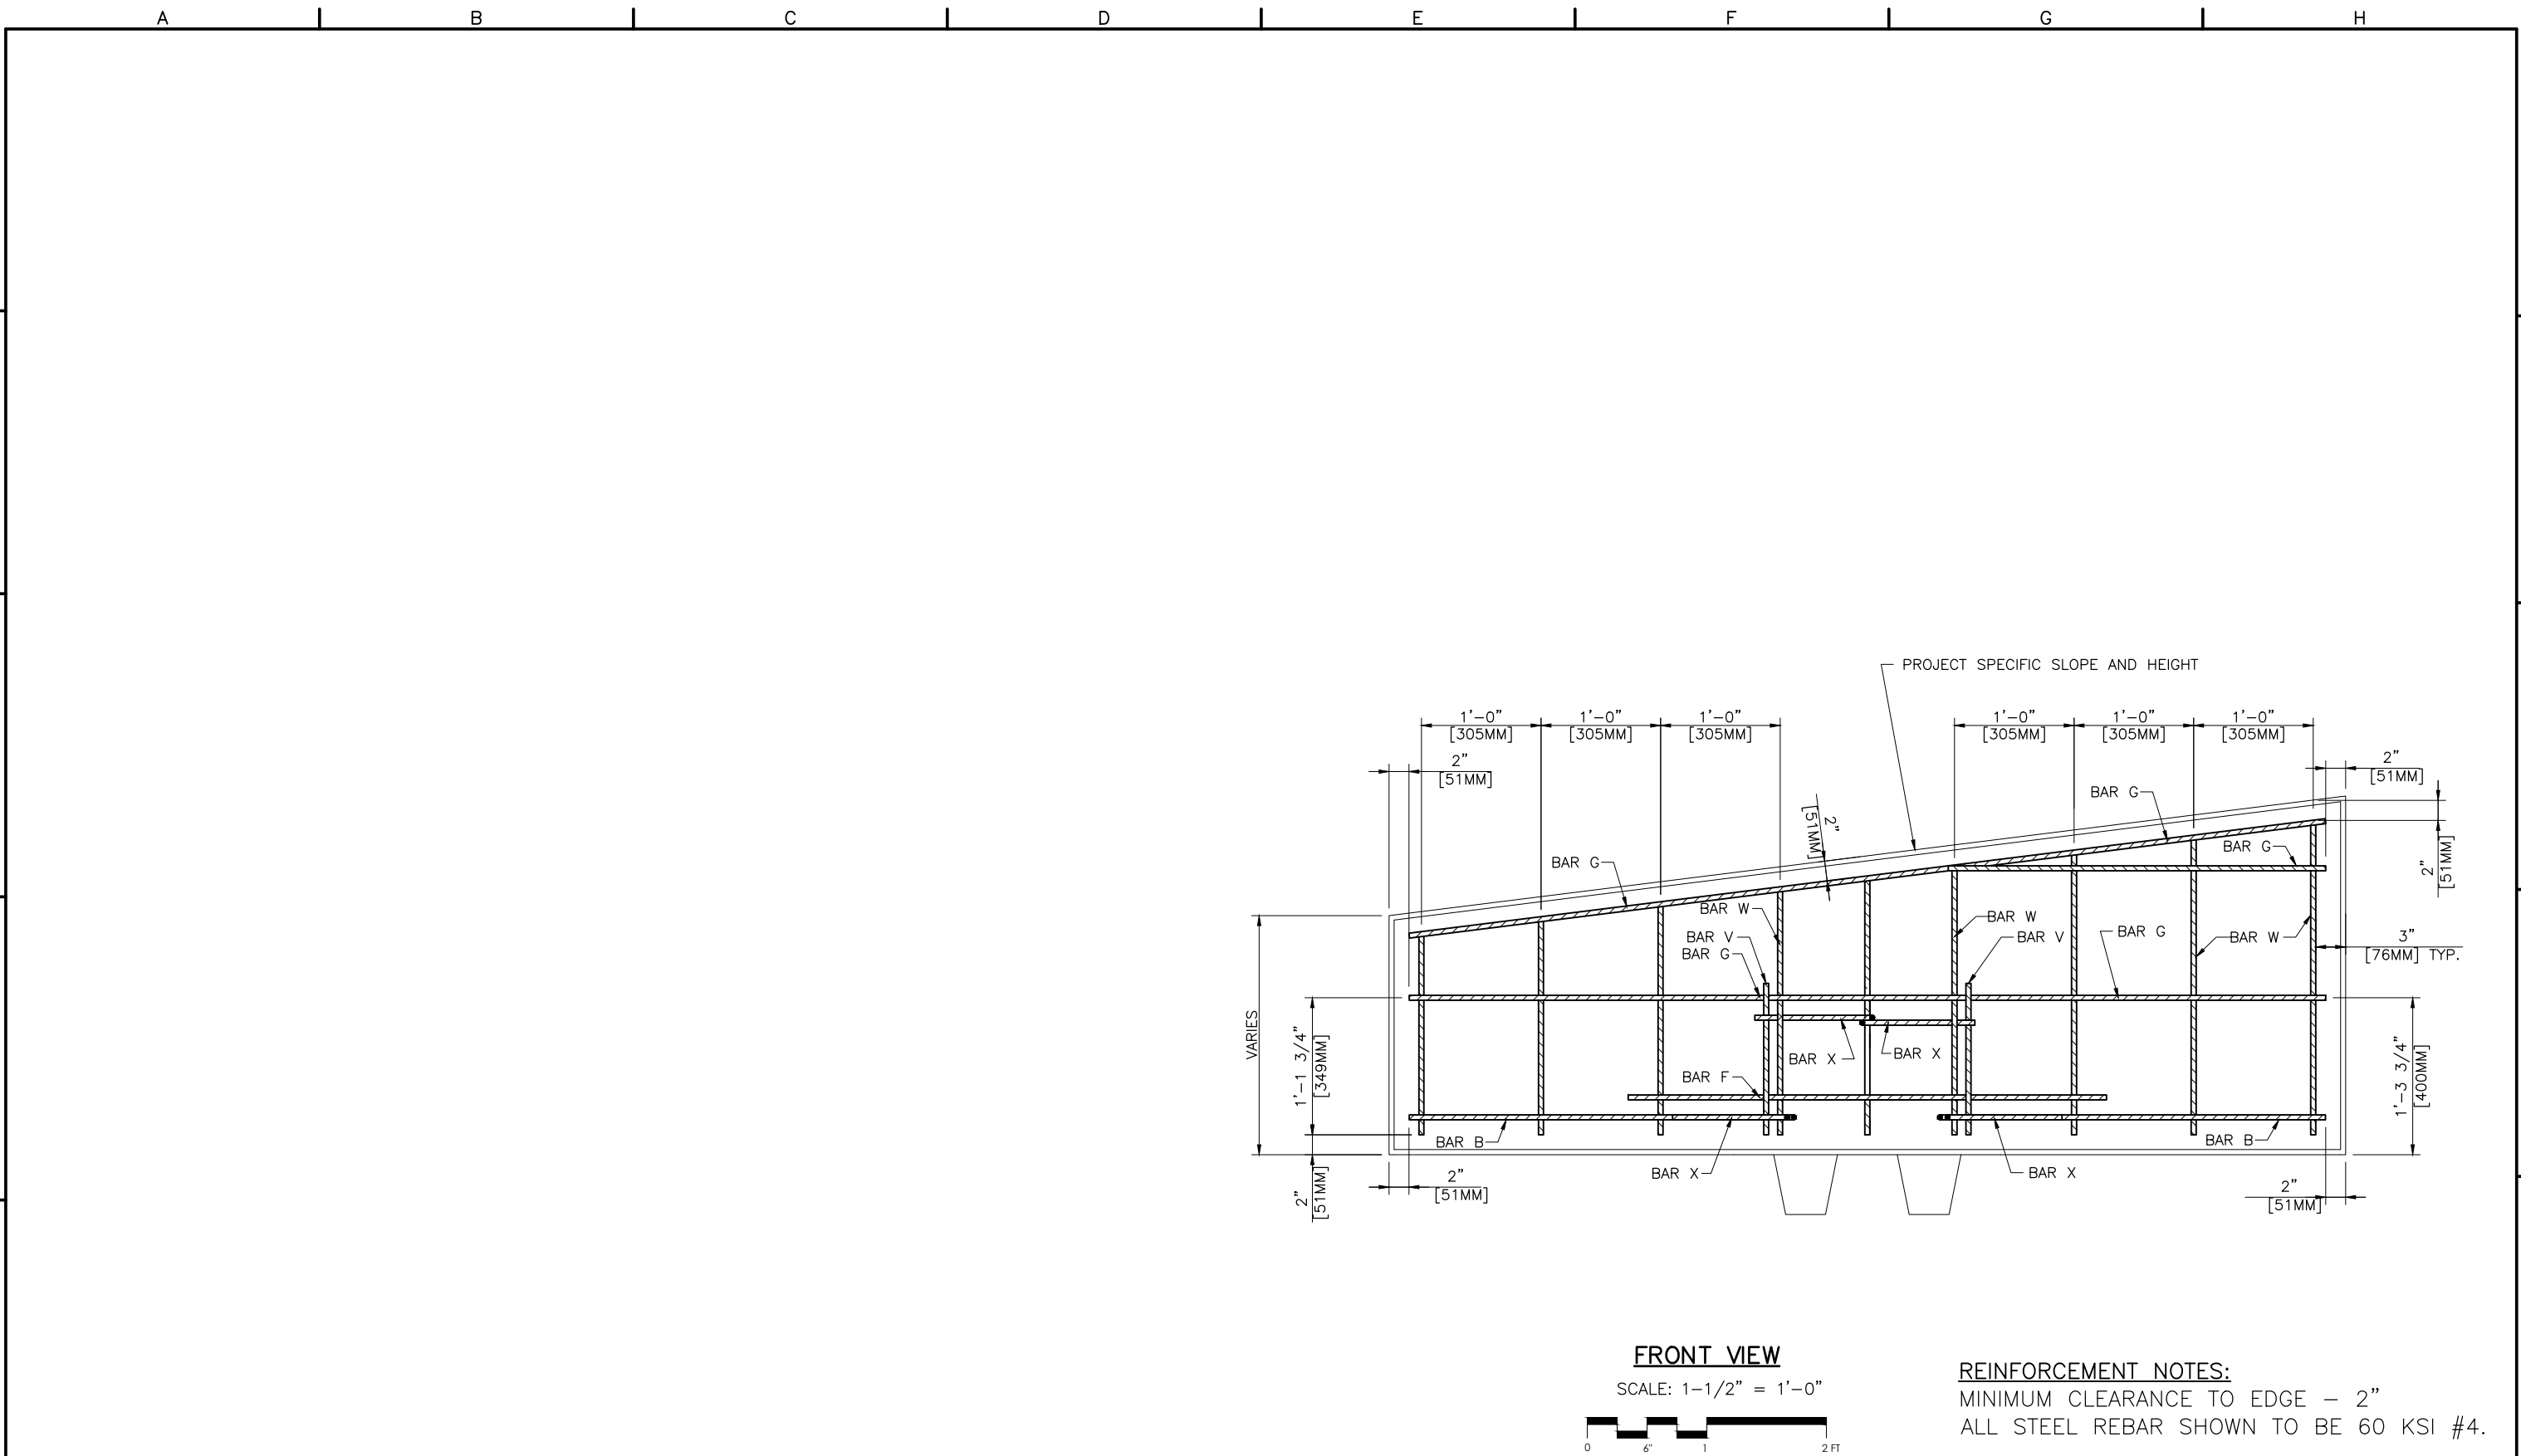 A B C D E F G H
PROJECT SPECIFIC SLOPE AND HEIGHT
1'-0" 1'-0" 1'-0" 1'-0" 1'-0" 1'-0"
[305MM] [305MM] [305MM] [305MM] [305MM] [305MM]
2"
[51MM]
2"
[51MM]
BAR G
2"
[51MM]
2"
[51MM]
BAR G
BAR G
BAR W
BAR W
BAR V
BAR V
BAR G
BAR G
BAR W
3"
[76MM] TYP.
VARIES
1'-1 3/4"
[349MM]
BAR X
BAR X
BAR F
1'-3 3/4"
[400MM]
BAR B
BAR B
BAR X
BAR X
2"
[51MM]
2"
[51MM]
2"
[51MM]
FRONT VIEW
SCALE: 1-1/2" = 1'-0"
0 6" 1 2 FT
REINFORCEMENT NOTES:
MINIMUM CLEARANCE TO EDGE – 2"
ALL STEEL REBAR SHOWN TO BE 60 KSI #4.